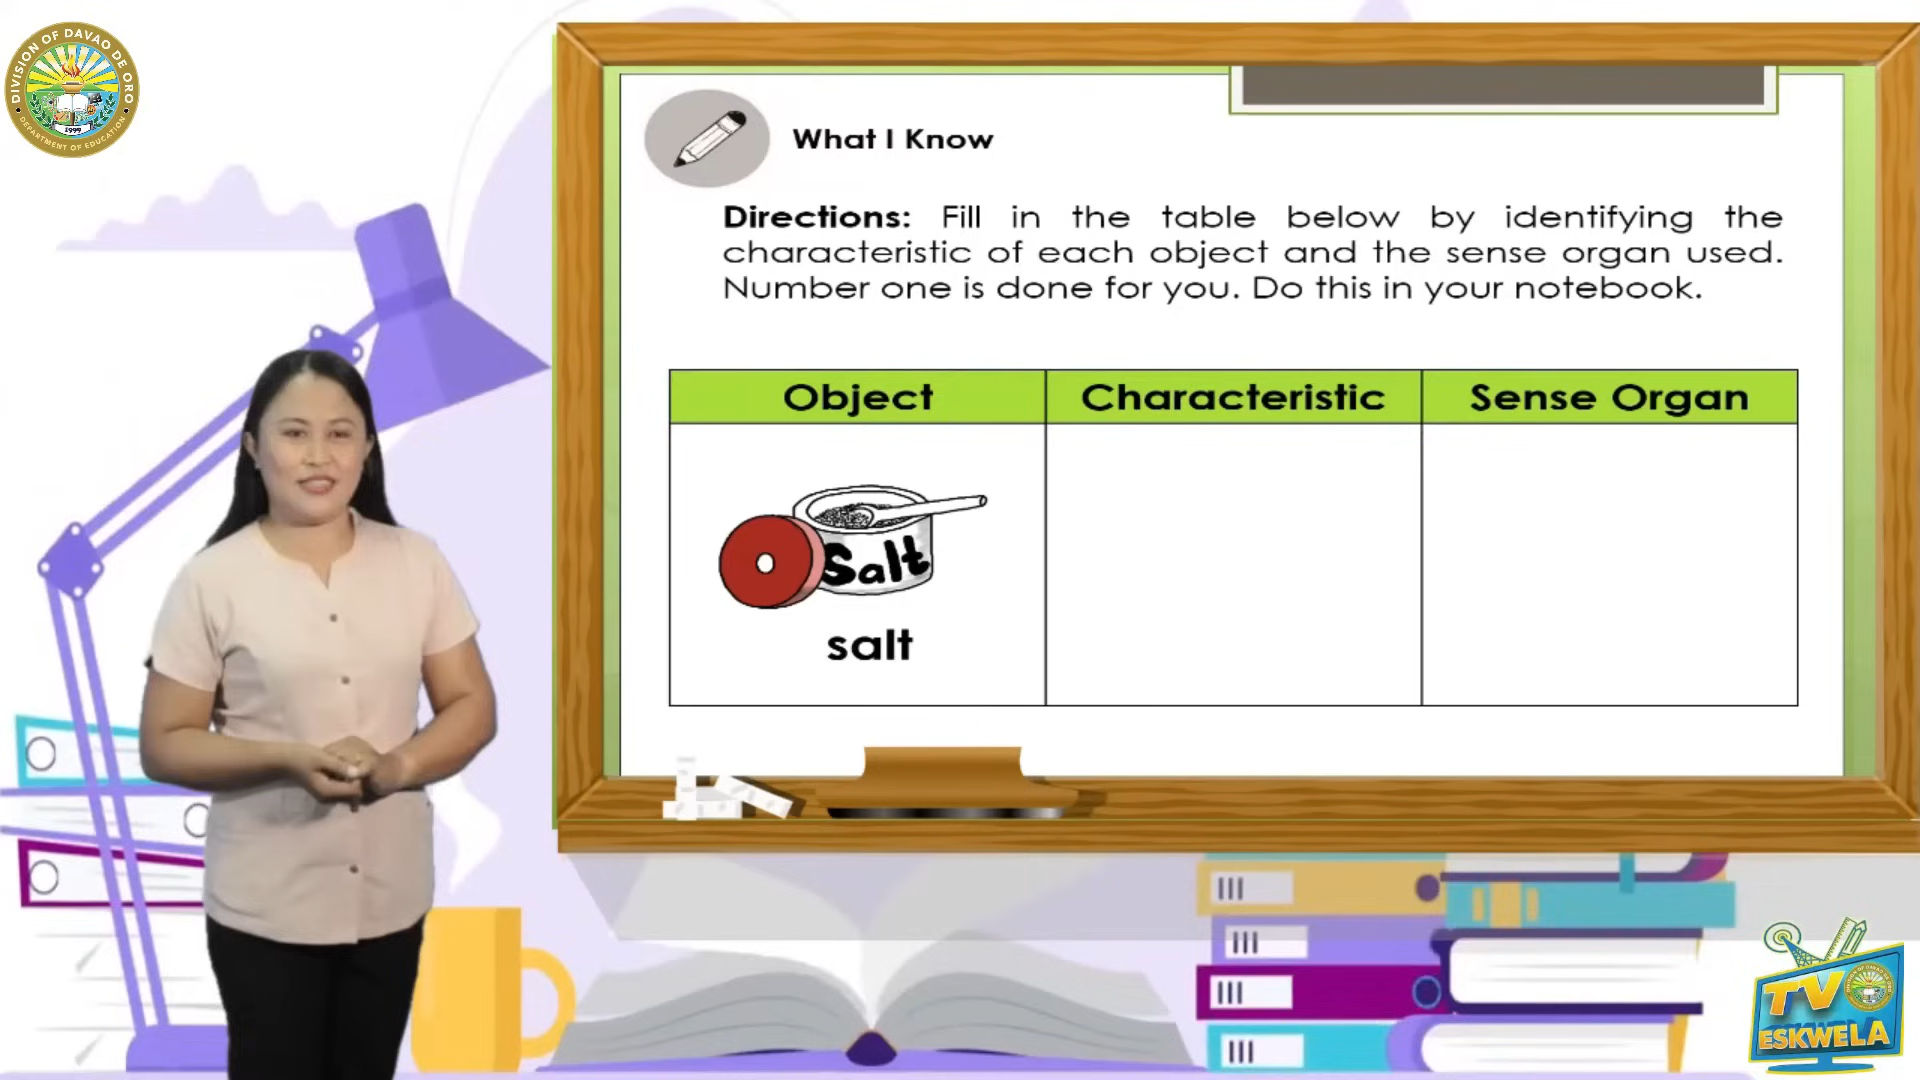 DIVISION OF DAVAO DE ORO
DEPARTMENT OF EDUCATION
1999
What I Know
Directions: Fill in the table below by identifying the
characteristic of each object and the sense organ used.
Number one is done for you. Do this in your notebook.
Object Characteristic Sense Organ
Salt
salt
TV
ESKWELA